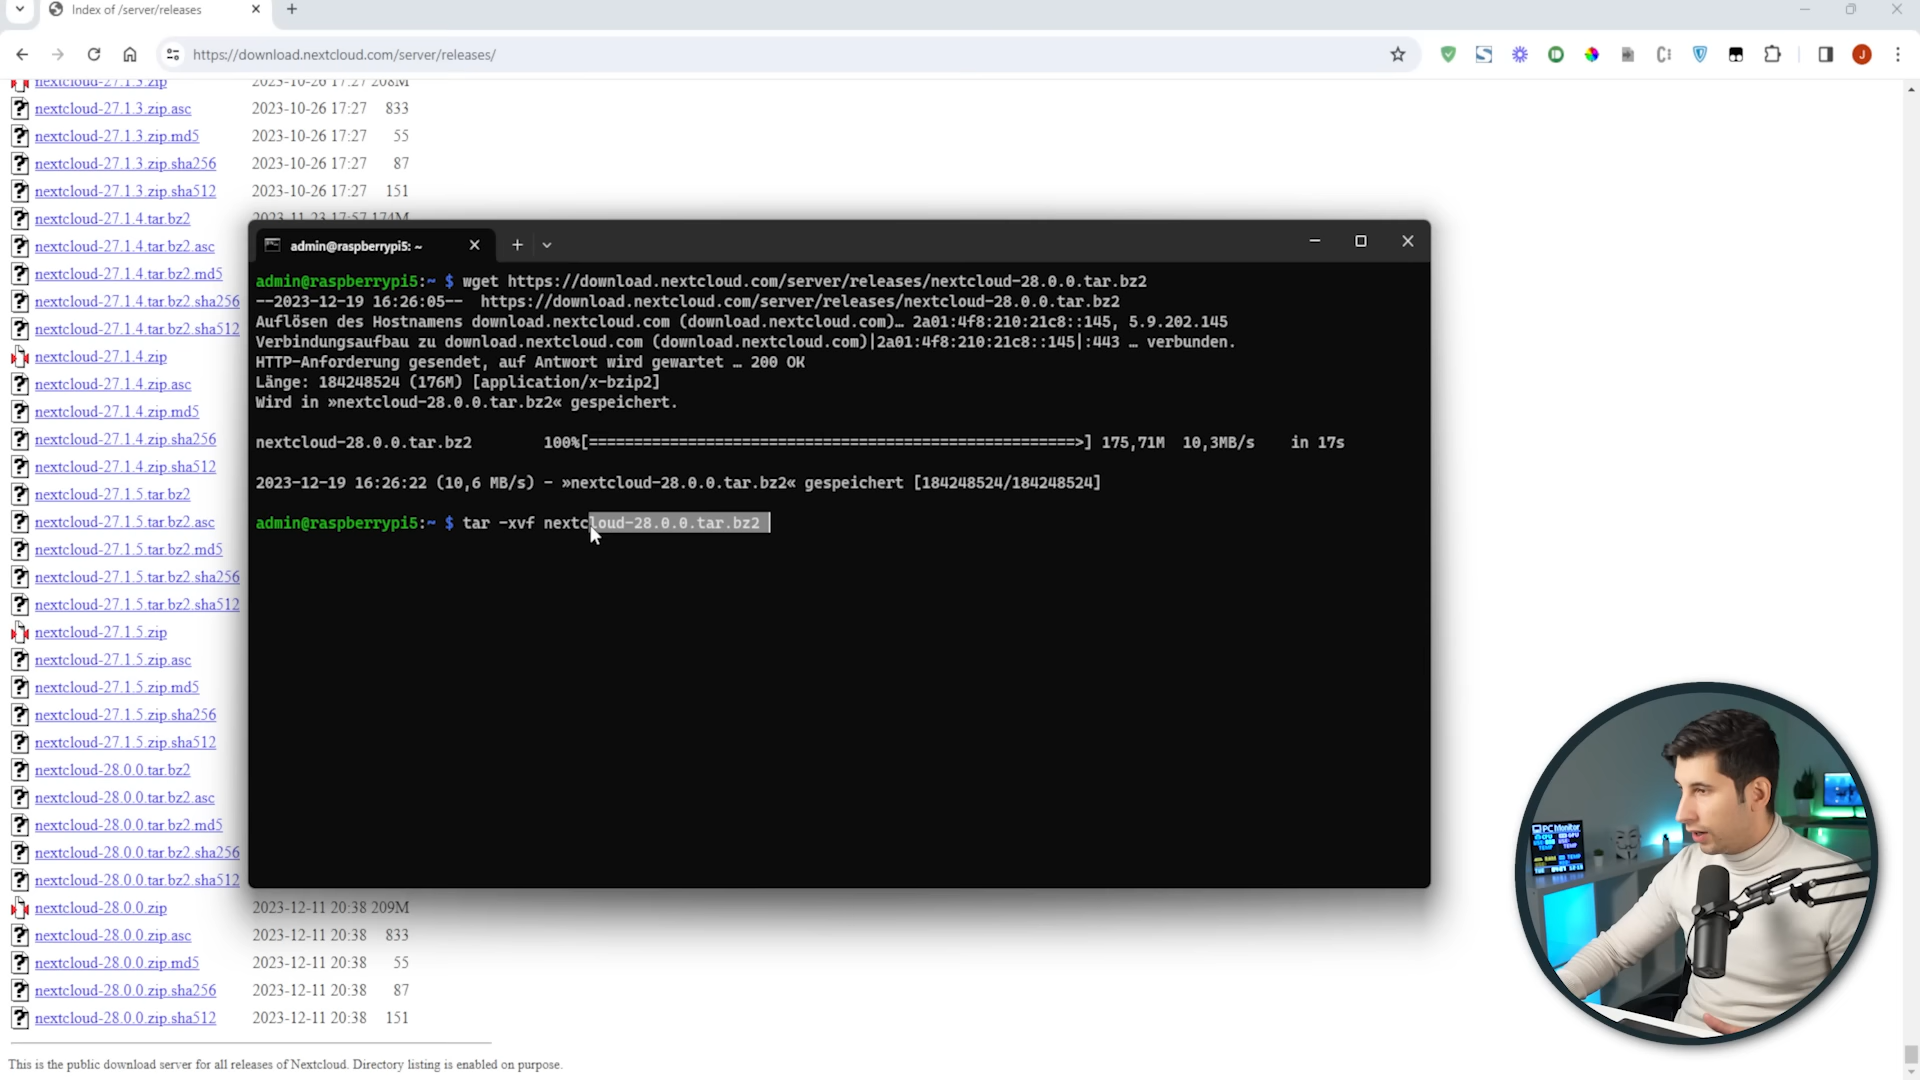 Index of /server/releases
https://download.nextcloud.com/server/releases/
J
nextcloud-27.1.3.zip 2023-10-26 17:27 208M
nextcloud-27.1.3.zip.asc 2023-10-26 17:27 833
nextcloud-27.1.3.zip.md5 2023-10-26 17:27 55
nextcloud-27.1.3.zip.sha256 2023-10-26 17:27 87
nextcloud-27.1.3.zip.sha512 2023-10-26 17:27 151
nextcloud-27.1.4.tar.bz2 2023-11-23 17:57 174M
nextcloud-27.1.4.tar.bz2.asc
nextcloud-27.1.4.tar.bz2.md5
nextcloud-27.1.4.tar.bz2.sha256
nextcloud-27.1.4.tar.bz2.sha512
nextcloud-27.1.4.zip
nextcloud-27.1.4.zip.asc
nextcloud-27.1.4.zip.md5
nextcloud-27.1.4.zip.sha256
nextcloud-27.1.4.zip.sha512
nextcloud-27.1.5.tar.bz2
nextcloud-27.1.5.tar.bz2.asc
nextcloud-27.1.5.tar.bz2.md5
nextcloud-27.1.5.tar.bz2.sha256
nextcloud-27.1.5.tar.bz2.sha512
nextcloud-27.1.5.zip
nextcloud-27.1.5.zip.asc
nextcloud-27.1.5.zip.md5
nextcloud-27.1.5.zip.sha256
nextcloud-27.1.5.zip.sha512
nextcloud-28.0.0.tar.bz2
nextcloud-28.0.0.tar.bz2.asc
nextcloud-28.0.0.tar.bz2.md5
nextcloud-28.0.0.tar.bz2.sha256
nextcloud-28.0.0.tar.bz2.sha512
nextcloud-28.0.0.zip 2023-12-11 20:38 209M
nextcloud-28.0.0.zip.asc 2023-12-11 20:38 833
nextcloud-28.0.0.zip.md5 2023-12-11 20:38 55
nextcloud-28.0.0.zip.sha256 2023-12-11 20:38 87
nextcloud-28.0.0.zip.sha512 2023-12-11 20:38 151
This is the public download server for all releases of Nextcloud. Directory listing is enabled on purpose.
admin@raspberrypi5: ~
admin@raspberrypi5:~ $ wget https://download.nextcloud.com/server/releases/nextcloud-28.0.0.tar.bz2
--2023-12-19 16:26:05-- https://download.nextcloud.com/server/releases/nextcloud-28.0.0.tar.bz2
Auflösen des Hostnamens download.nextcloud.com (download.nextcloud.com)… 2a01:4f8:210:21c8::145, 5.9.202.145
Verbindungsaufbau zu download.nextcloud.com (download.nextcloud.com)|2a01:4f8:210:21c8::145|:443 … verbunden.
HTTP-Anforderung gesendet, auf Antwort wird gewartet … 200 OK
Länge: 184248524 (176M) [application/x-bzip2]
Wird in »nextcloud-28.0.0.tar.bz2« gespeichert.
nextcloud-28.0.0.tar.bz2 100%[======================================================>] 175,71M 10,3MB/s in 17s
2023-12-19 16:26:22 (10,6 MB/s) – »nextcloud-28.0.0.tar.bz2« gespeichert [184248524/184248524]
admin@raspberrypi5:~ $ tar -xvf nextcloud-28.0.0.tar.bz2
PC Monitor